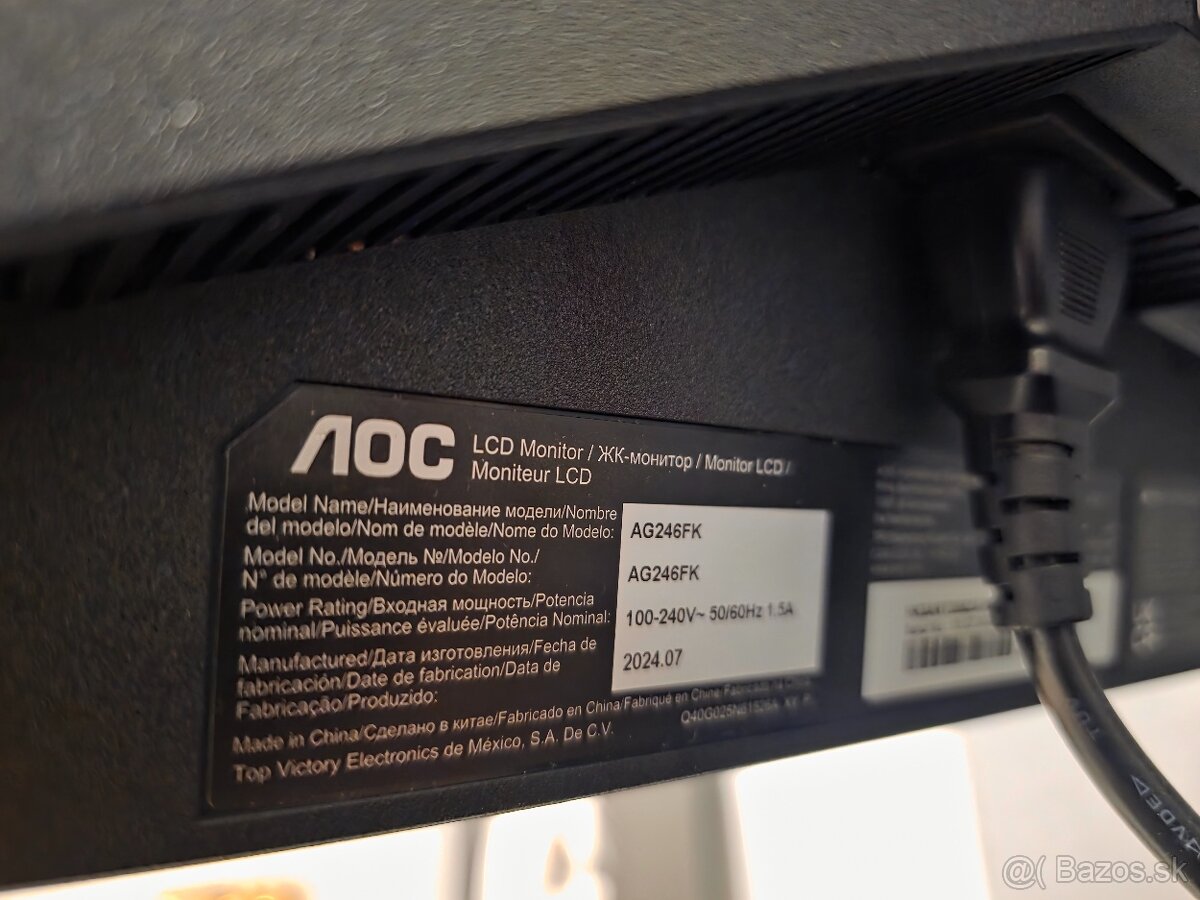 AOC LCD Monitor / ЖК-монитор / Monitor LCD /
Moniteur LCD
Model Name/Наименование модели/Nombre
del modelo/Nom de modèle/Nome do Modelo: AG246FK
Model No./Модель №/Modelo No./
N° de modèle/Número do Modelo: AG246FK
Power Rating/Входная мощность/Potencia
nominal/Puissance évaluée/Potência Nominal: 100-240V~ 50/60Hz 1.5A
Manufactured/Дата изготовления/Fecha de
fabricación/Date de fabrication/Data de
Fabricação/Produzido: 2024.07
Made in China/Сделано в китае/Fabricado en China/Fabriqué en Chine
Top Victory Electronics de México, S.A. De C.V.
@( Bazos.sk